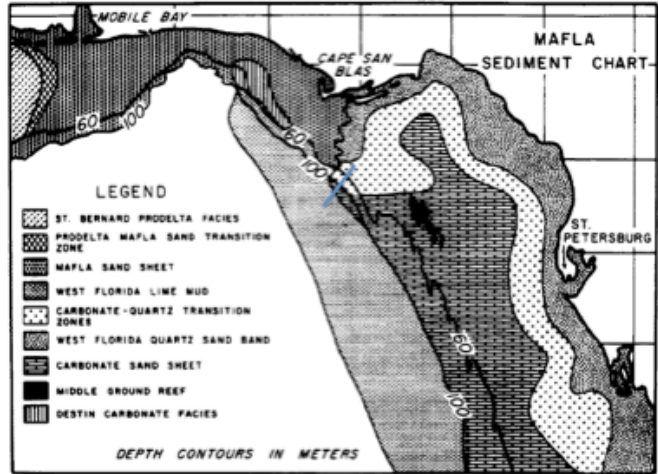 MOBILE BAY
CAPE SAN
BLAS
MAFLA
SEDIMENT CHART
60
100
60
100
LEGEND
ST. BERNARD PRODELTA FACIES
PRODELTA MAFLA SAND TRANSITION
ZONE
MAFLA SAND SHEET
WEST FLORIDA LIME MUD
CARBONATE-QUARTZ TRANSITION
ZONES
WEST FLORIDA QUARTZ SAND BAND
CARBONATE SAND SHEET
MIDDLE GROUND REEF
DESTIN CARBONATE FACIES
ST.
PETERSBURG
60
100
DEPTH CONTOURS IN METERS